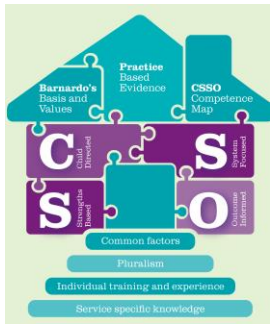 Practice
Based
Evidence
Barnardo's
Basis and
Values
CSSO
Competence
Map
C
Child
Directed
S
System
Focused
S
Strengths
Based
O
Outcome
Informed
Common factors
Pluralism
Individual training and experience
Service specific knowledge